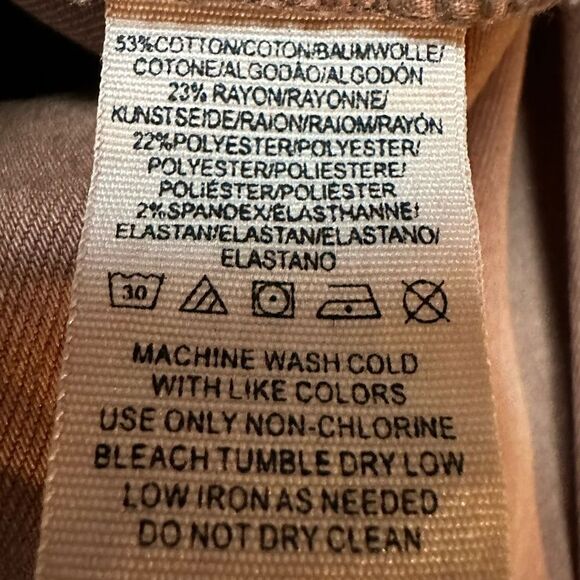 53%COTTON/COTON/BAUMWOLLE/
COTONE/ALGODÃO/ALGODÓN
23% RAYON/RAYONNE/
KUNSTSEIDE/RAION/RAIOM/RAYÓN
22%POLYESTER/POLYESTER/
POLYESTER/POLIESTERE/
POLIÉSTER/POLIÉSTER
2%SPANDEX/ÉLASTHANNE/
ELASTAN/ELASTAN/ELASTANO/
ELASTANO
30
MACHINE WASH COLD
WITH LIKE COLORS
USE ONLY NON-CHLORINE
BLEACH TUMBLE DRY LOW
LOW IRON AS NEEDED
DO NOT DRY CLEAN